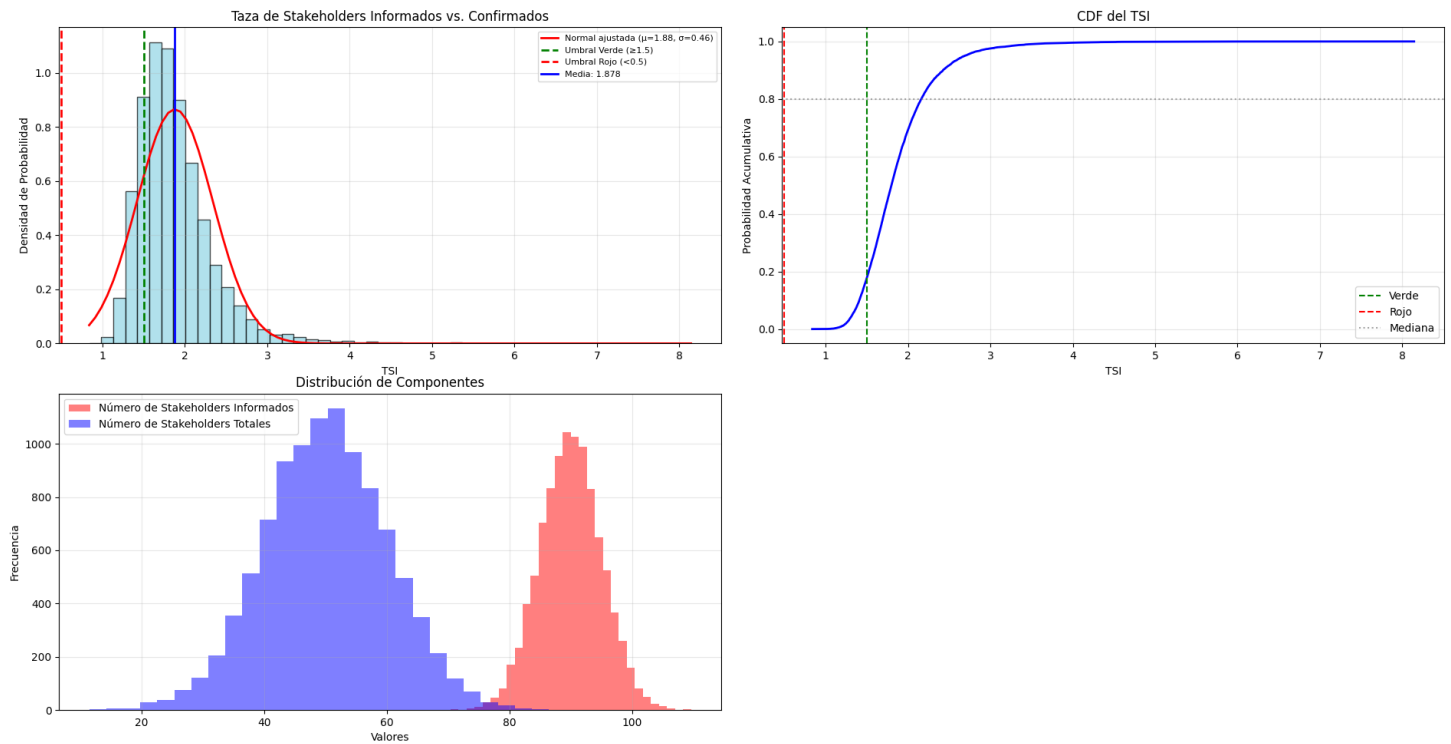 Taza de Stakeholders Informados vs. Confirmados
Densidad de Probabilidad
1.0
0.8
0.6
0.4
0.2
0.0
Normal ajustada (μ=1.88, σ=0.46)
Umbral Verde (≥1.5)
Umbral Rojo (<0.5)
Media: 1.878
1 2 3 4 5 6 7 8
TSI
CDF del TSI
Probabilidad Acumulativa
1.0
0.8
0.6
0.4
0.2
0.0
Verde
Rojo
Mediana
1 2 3 4 5 6 7 8
TSI
Distribución de Componentes
Frecuencia
1000
800
600
400
200
0
Número de Stakeholders Informados
Número de Stakeholders Totales
20 40 60 80 100
Valores